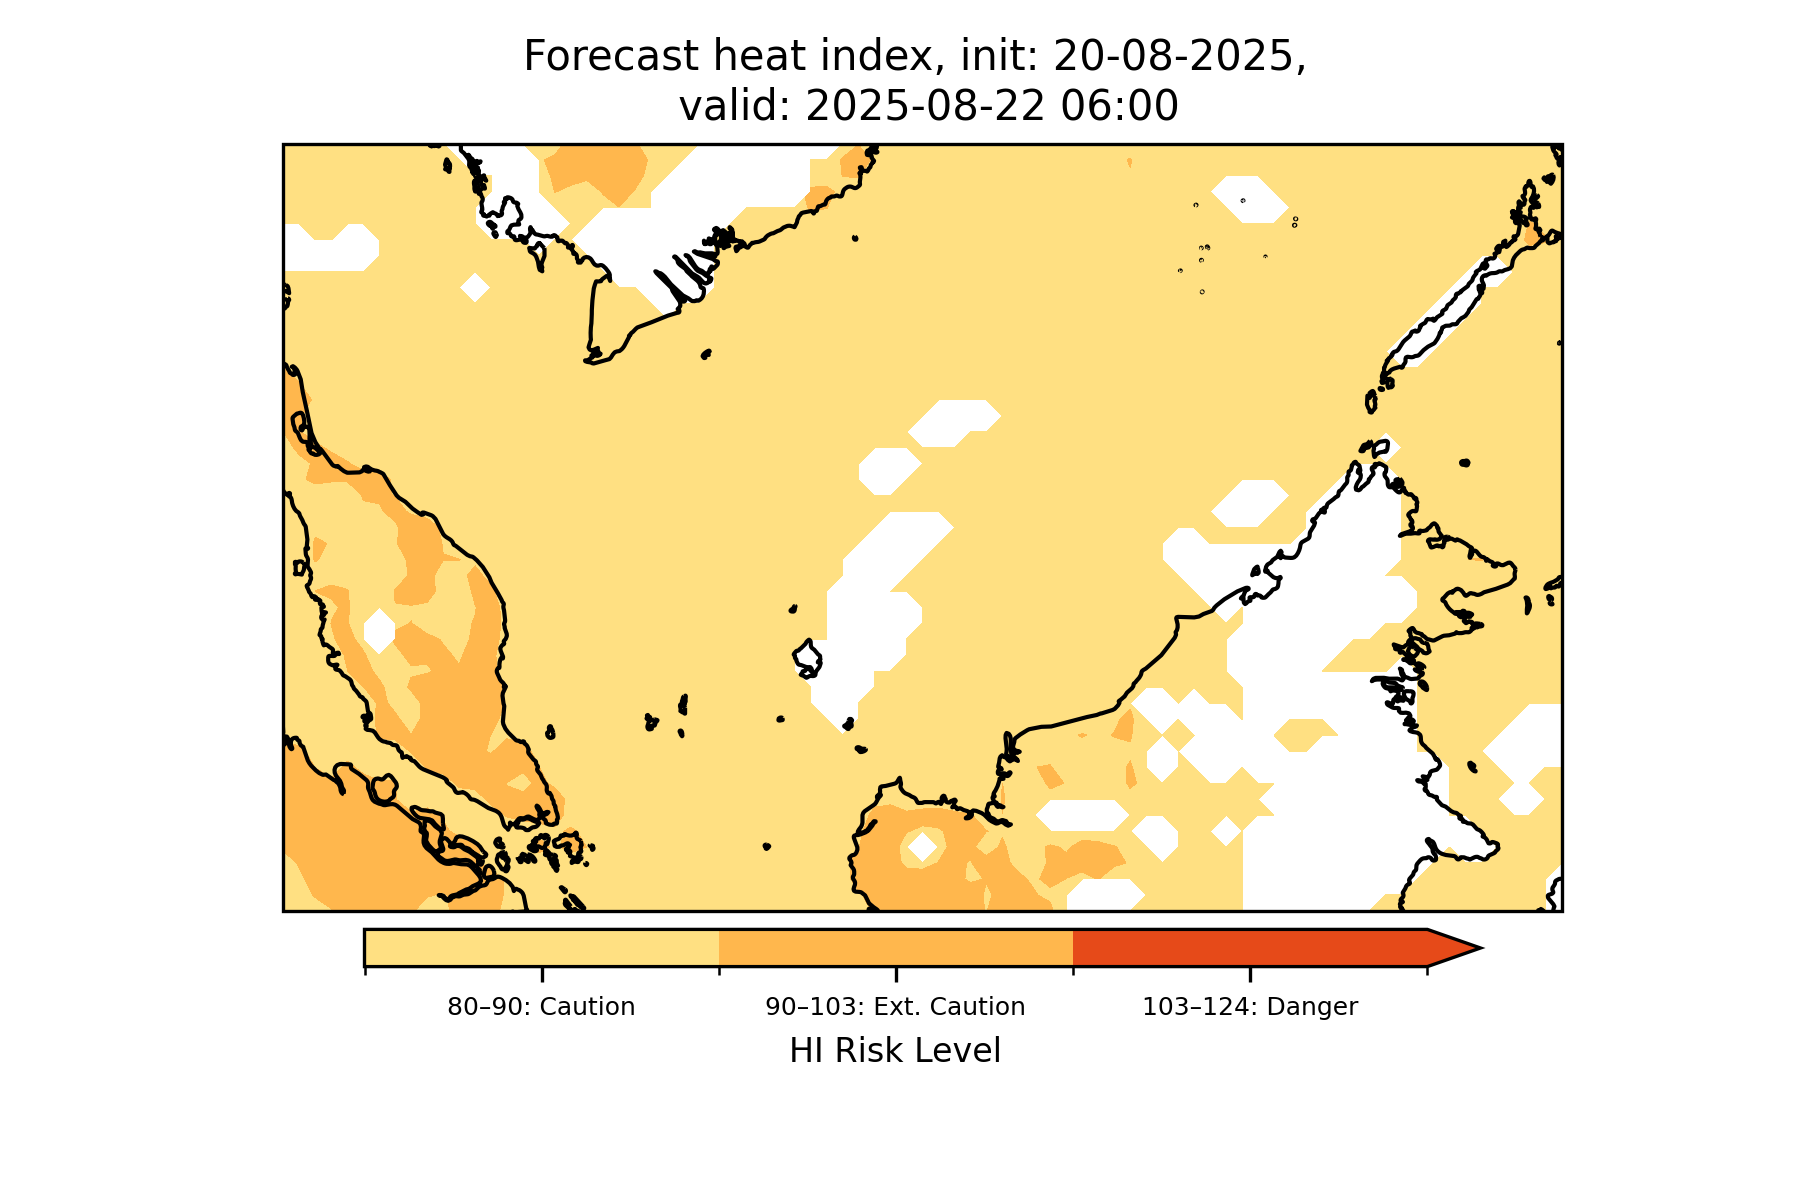 Forecast heat index, init: 20-08-2025,
valid: 2025-08-22 06:00
80–90: Caution
90–103: Ext. Caution
103–124: Danger
HI Risk Level